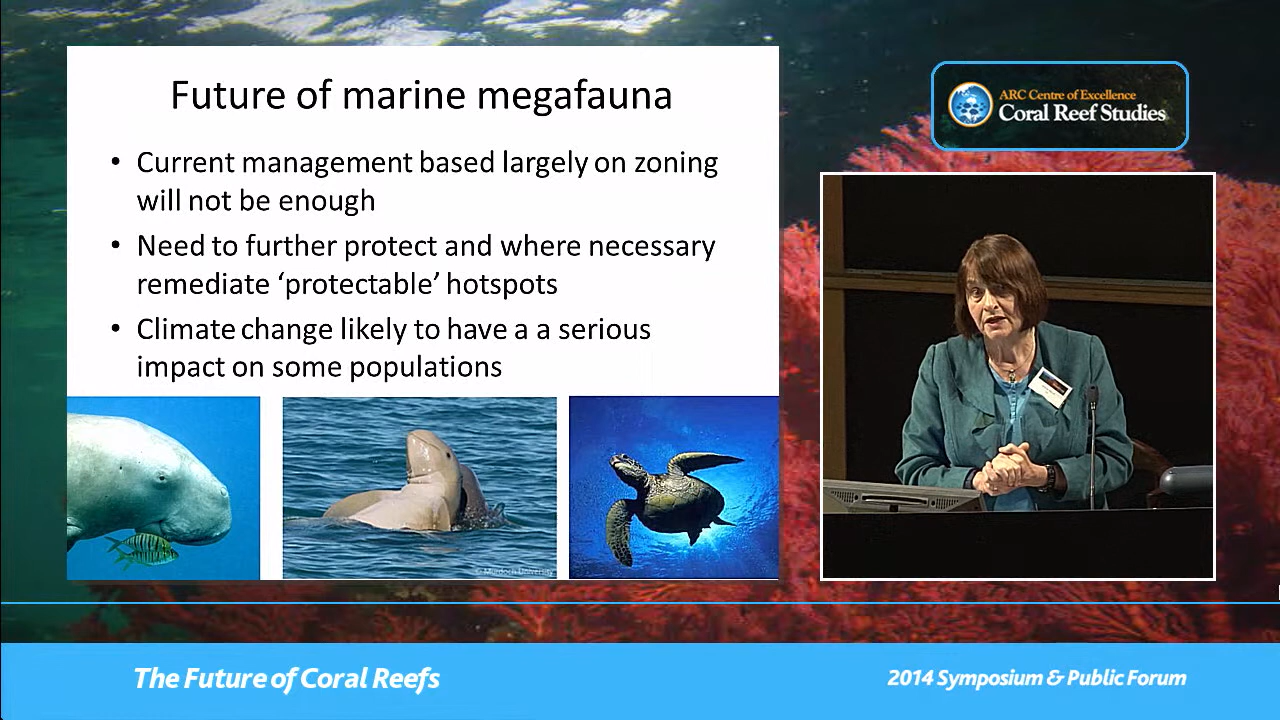 Future of marine megafauna
• Current management based largely on zoning
will not be enough
• Need to further protect and where necessary
remediate ‘protectable’ hotspots
• Climate change likely to have a a serious
impact on some populations
© Murdoch University
ARC Centre of Excellence
Coral Reef Studies
The Future of Coral Reefs
2014 Symposium & Public Forum